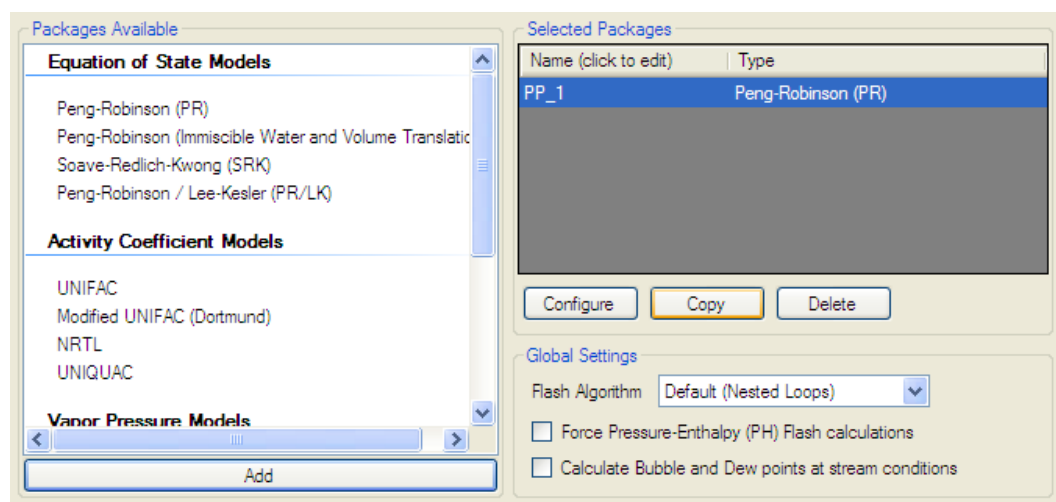 Packages Available
Equation of State Models
Peng-Robinson (PR)
Peng-Robinson (Immiscible Water and Volume Translatic
Soave-Redlich-Kwong (SRK)
Peng-Robinson / Lee-Kesler (PR/LK)
Activity Coefficient Models
UNIFAC
Modified UNIFAC (Dortmund)
NRTL
UNIQUAC
Vapor Pressure Models
Add
Selected Packages
Name (click to edit) Type
PP_1 Peng-Robinson (PR)
Configure Copy Delete
Global Settings
Flash Algorithm Default (Nested Loops)
Force Pressure-Enthalpy (PH) Flash calculations
Calculate Bubble and Dew points at stream conditions